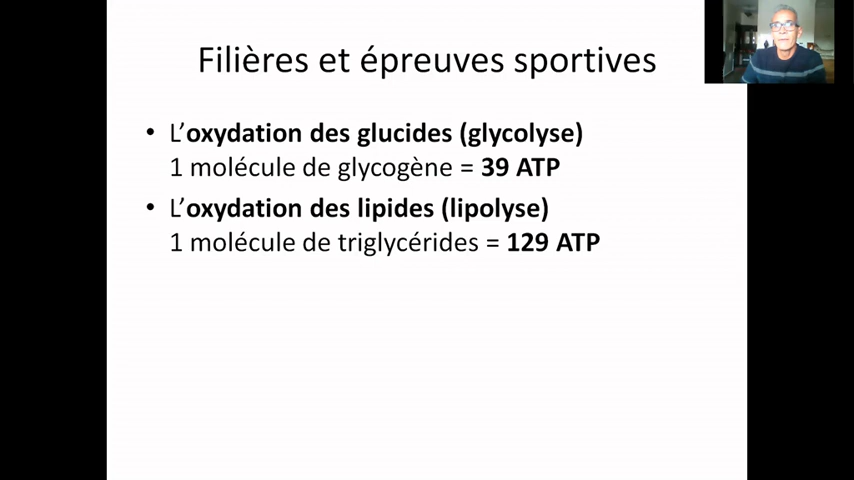 Filières et épreuves sportives
• L’oxydation des glucides (glycolyse)
1 molécule de glycogène = 39 ATP
• L’oxydation des lipides (lipolyse)
1 molécule de triglycérides = 129 ATP